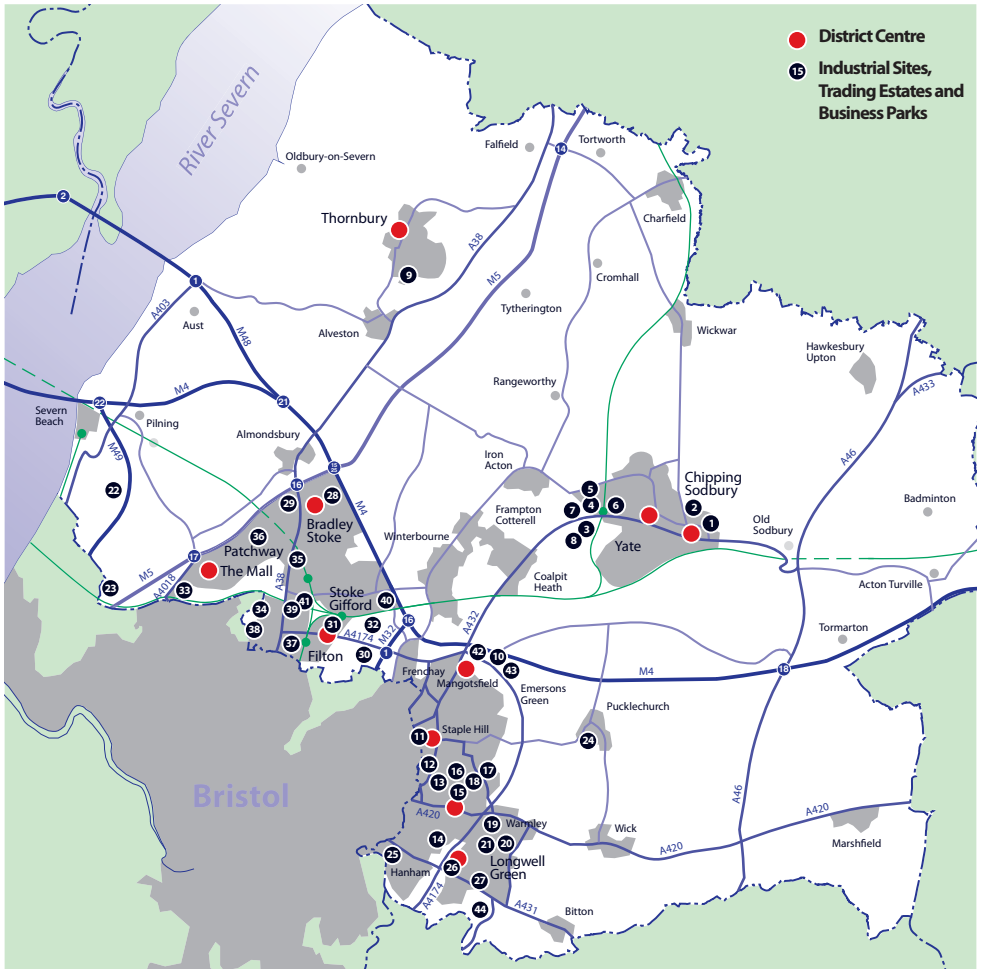 District Centre
15
Industrial Sites,
Trading Estates and
Business Parks
River Severn
Oldbury-on-Severn
Falfield
14
Tortworth
Charfield
2
Thornbury
9
A38
M5
Cromhall
Tytherington
1
A403
Aust
M48
Alveston
Wickwar
Hawkesbury
Upton
A433
M4
22
21
Severn
Beach
Pilning
Rangeworthy
Almondsbury
M49
A46
Iron
Acton
16
15
20
M4
22
29
28
Bradley
Stoke
5
4
6
7
3
8
Yate
Chipping
Sodbury
2
1
Badminton
Old
Sodbury
Frampton
Cotterell
Winterbourne
36
Patchway
17
The Mall
35
Coalpit
Heath
M5
A4018
23
33
A38
Acton Turville
Stoke
Gifford
34
39
41
40
38
31
32
A4174
M32
16
A432
37
Filton
30
1
Tormarton
42
10
43
Frenchay
Mangotsfield
Emersons
Green
M4
18
Pucklechurch
11
Staple Hill
24
12
16
17
13
18
15
Bristol
A46
A420
A420
19
Warmley
Wick
A420
Marshfield
14
21
20
25
Hanham
26
Longwell
Green
27
A4174
44
A431
Bitton